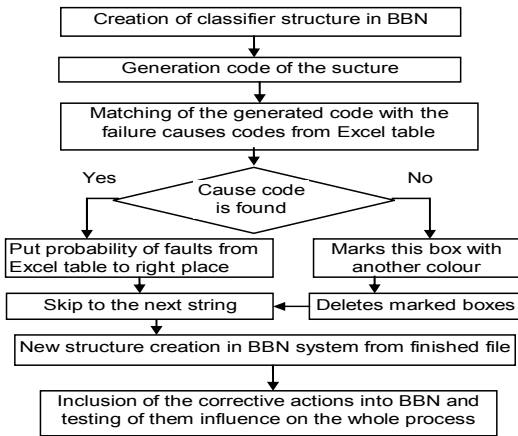 Creation of classifier structure in BBN
Generation code of the sucture
Matching of the generated code with the
failure causes codes from Excel table
Yes
No
Cause code
is found
Put probability of faults from
Excel table to right place
Marks this box with
another colour
Skip to the next string
Deletes marked boxes
New structure creation in BBN system from finished file
Inclusion of the corrective actions into BBN and
testing of them influence on the whole process